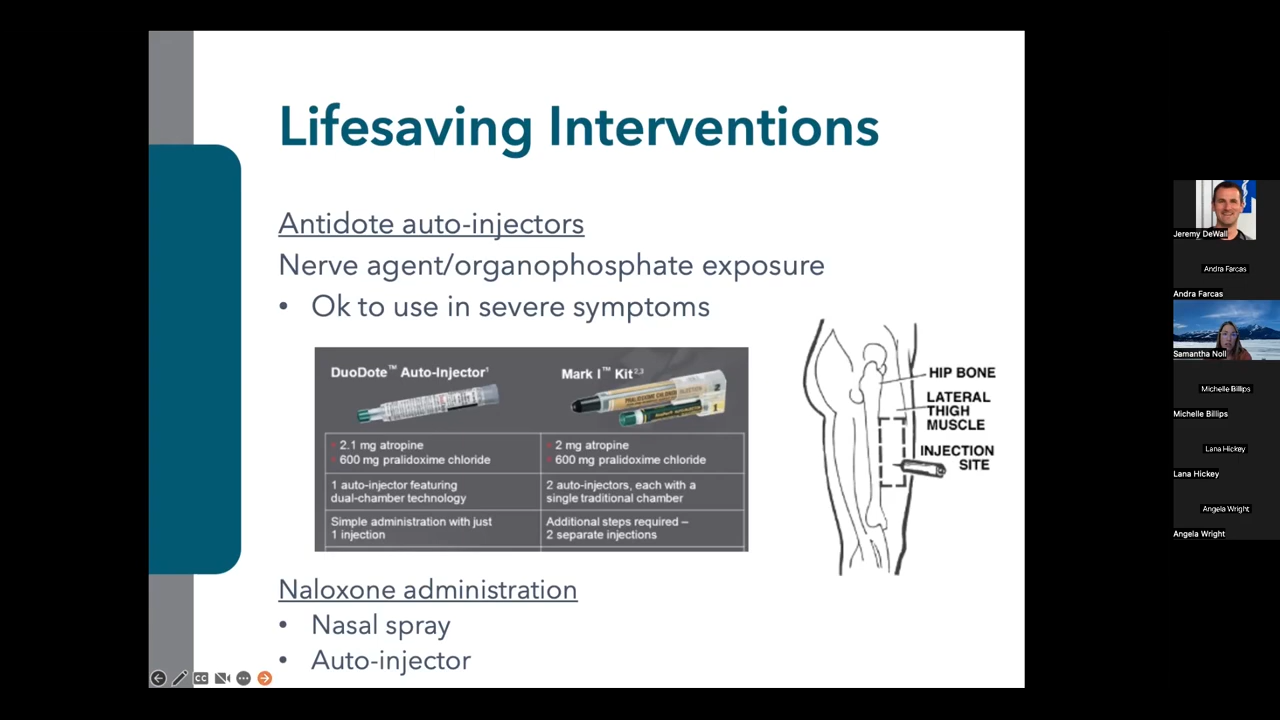 Lifesaving Interventions
Antidote auto-injectors
Nerve agent/organophosphate exposure
• Ok to use in severe symptoms
DuoDote™ Auto-Injector¹
Mark I™ Kit²,³
2.1 mg atropine
600 mg pralidoxime chloride
2 mg atropine
600 mg pralidoxime chloride
1 auto-injector featuring
dual-chamber technology
2 auto-injectors, each with a
single traditional chamber
Simple administration with just
1 injection
Additional steps required –
2 separate injections
HIP BONE
LATERAL
THIGH
MUSCLE
INJECTION
SITE
Naloxone administration
• Nasal spray
• Auto-injector
CC
Jeremy DeWall
Andra Farcas
Andra Farcas
Samantha Noll
Michelle Billips
Michelle Billips
Lana Hickey
Lana Hickey
Angela Wright
Angela Wright